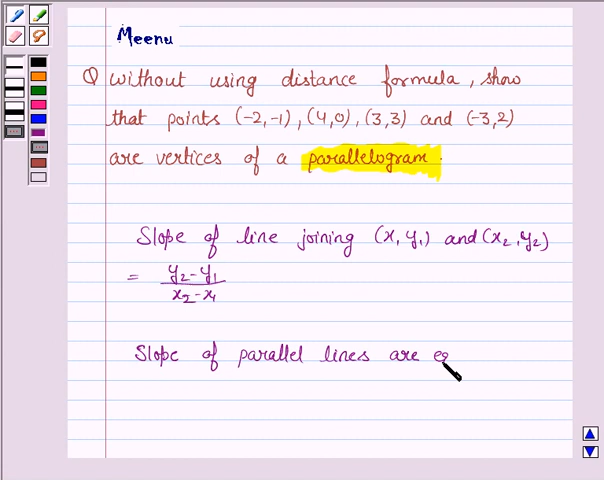 Meenu
Q Without using distance formula, show
that points (-2,-1), (4,0), (3,3) and (-3,2)
are vertices of a parallelogram.
Slope of line joining (x, y₁) and (x₂, y₂)
= y₂-y₁ / x₂-x₁
Slope of parallel lines are eq